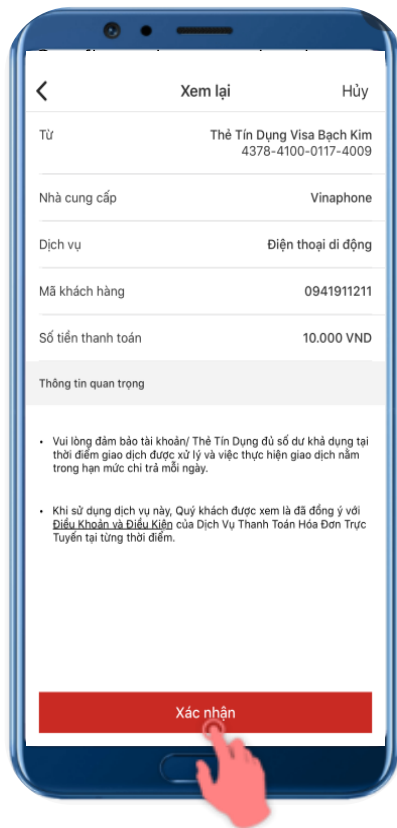 Xem lại
Hủy
Từ
Thẻ Tín Dụng Visa Bạch Kim
4378-4100-0117-4009
Nhà cung cấp
Vinaphone
Dịch vụ
Điện thoại di động
Mã khách hàng
0941911211
Số tiền thanh toán
10.000 VND
Thông tin quan trọng
• Vui lòng đảm bảo tài khoản/ Thẻ Tín Dụng đủ số dư khả dụng tại
thời điểm giao dịch được xử lý và việc thực hiện giao dịch nằm
trong hạn mức chi trả mỗi ngày.
• Khi sử dụng dịch vụ này, Quý khách được xem là đã đồng ý với
Điều Khoản và Điều Kiện của Dịch Vụ Thanh Toán Hóa Đơn Trực
Tuyến tại từng thời điểm.
Xác nhận